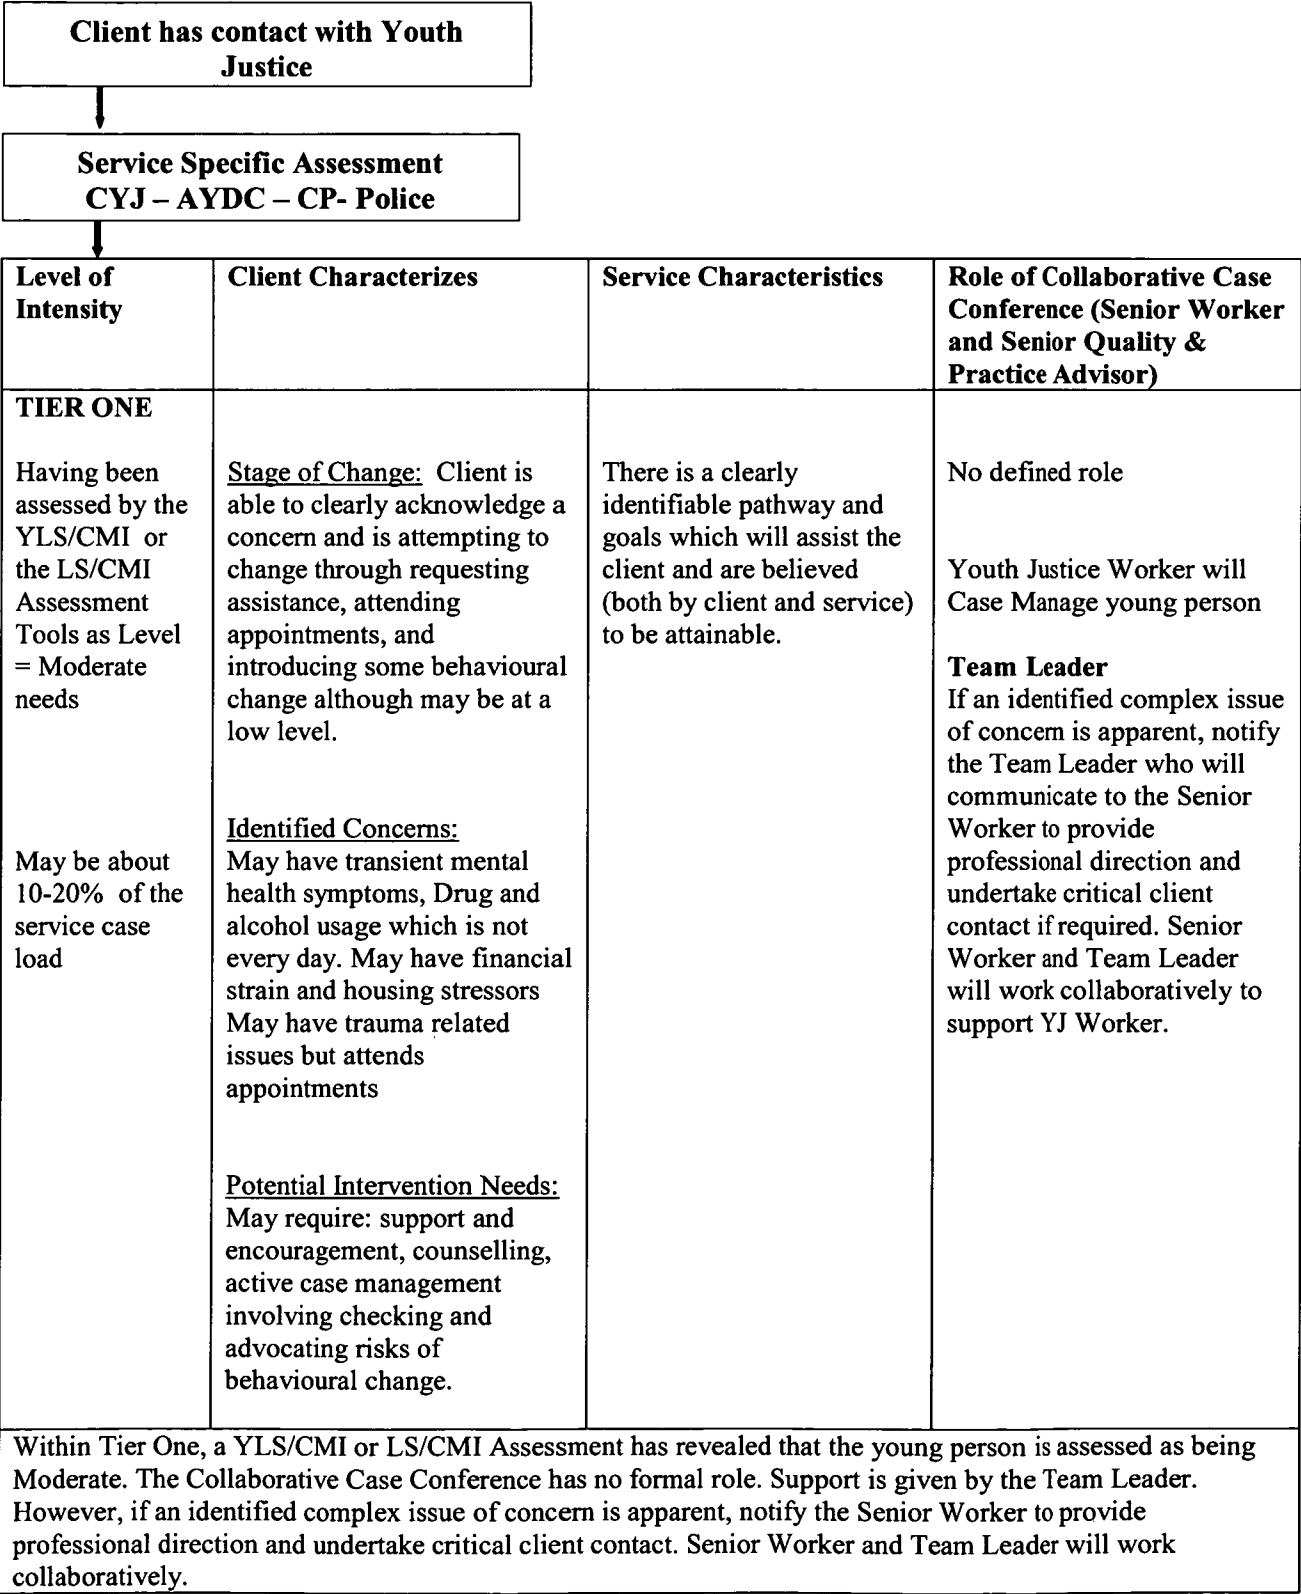 Client has contact with Youth
Justice
Service Specific Assessment
CYJ – AYDC – CP- Police
Level of
Intensity
Client Characterizes
Service Characteristics
Role of Collaborative Case
Conference (Senior Worker
and Senior Quality &
Practice Advisor)
TIER ONE
Having been
assessed by the
YLS/CMI or
the LS/CMI
Assessment
Tools as Level
= Moderate
needs
May be about
10-20% of the
service case
load
Stage of Change: Client is
able to clearly acknowledge a
concern and is attempting to
change through requesting
assistance, attending
appointments, and
introducing some behavioural
change although may be at a
low level.
Identified Concerns:
May have transient mental
health symptoms, Drug and
alcohol usage which is not
every day. May have financial
strain and housing stressors
May have trauma related
issues but attends
appointments
Potential Intervention Needs:
May require: support and
encouragement, counselling,
active case management
involving checking and
advocating risks of
behavioural change.
There is a clearly
identifiable pathway and
goals which will assist the
client and are believed
(both by client and service)
to be attainable.
No defined role
Youth Justice Worker will
Case Manage young person
Team Leader
If an identified complex issue
of concern is apparent, notify
the Team Leader who will
communicate to the Senior
Worker to provide
professional direction and
undertake critical client
contact if required. Senior
Worker and Team Leader
will work collaboratively to
support YJ Worker.
Within Tier One, a YLS/CMI or LS/CMI Assessment has revealed that the young person is assessed as being
Moderate. The Collaborative Case Conference has no formal role. Support is given by the Team Leader.
However, if an identified complex issue of concern is apparent, notify the Senior Worker to provide
professional direction and undertake critical client contact. Senior Worker and Team Leader will work
collaboratively.